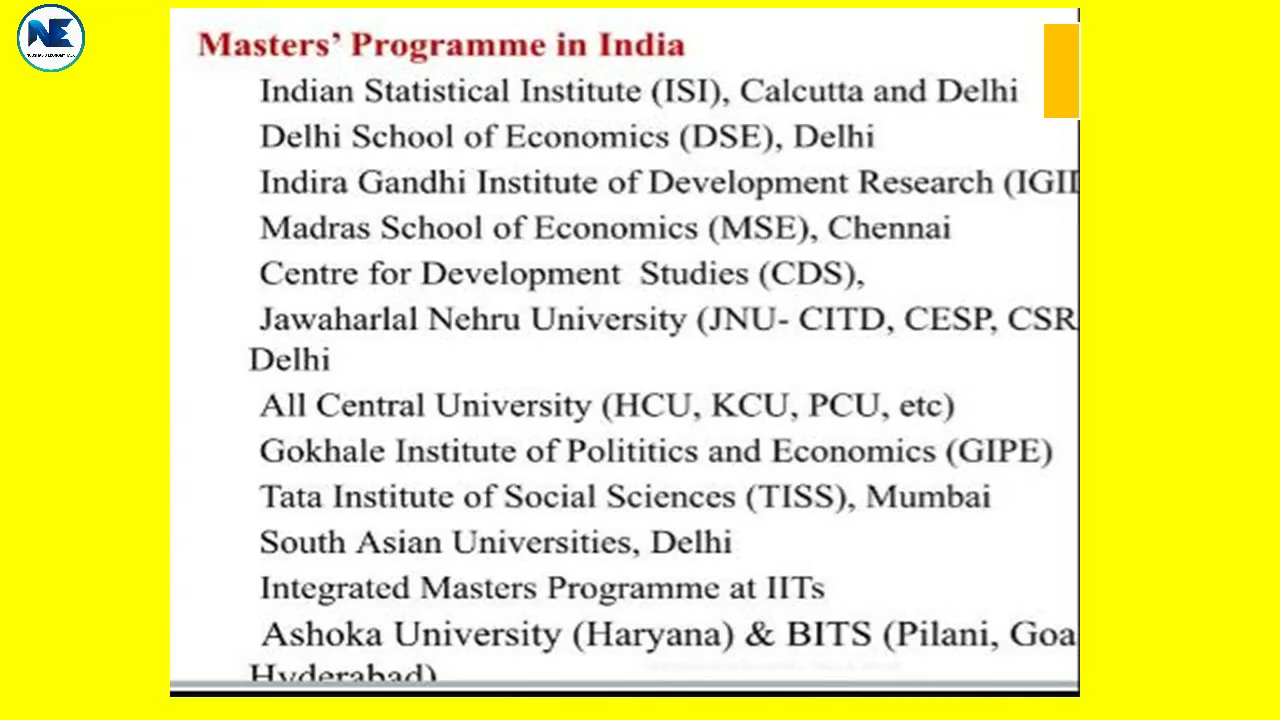 NE
Masters' Programme in India
Indian Statistical Institute (ISI), Calcutta and Delhi
Delhi School of Economics (DSE), Delhi
Indira Gandhi Institute of Development Research (IGI
Madras School of Economics (MSE), Chennai
Centre for Development Studies (CDS),
Jawaharlal Nehru University (JNU- CITD, CESP, CSR
Delhi
All Central University (HCU, KCU, PCU, etc)
Gokhale Institute of Polititics and Economics (GIPE)
Tata Institute of Social Sciences (TISS), Mumbai
South Asian Universities, Delhi
Integrated Masters Programme at IITs
Ashoka University (Haryana) & BITS (Pilani, Goa
Hyderabad)